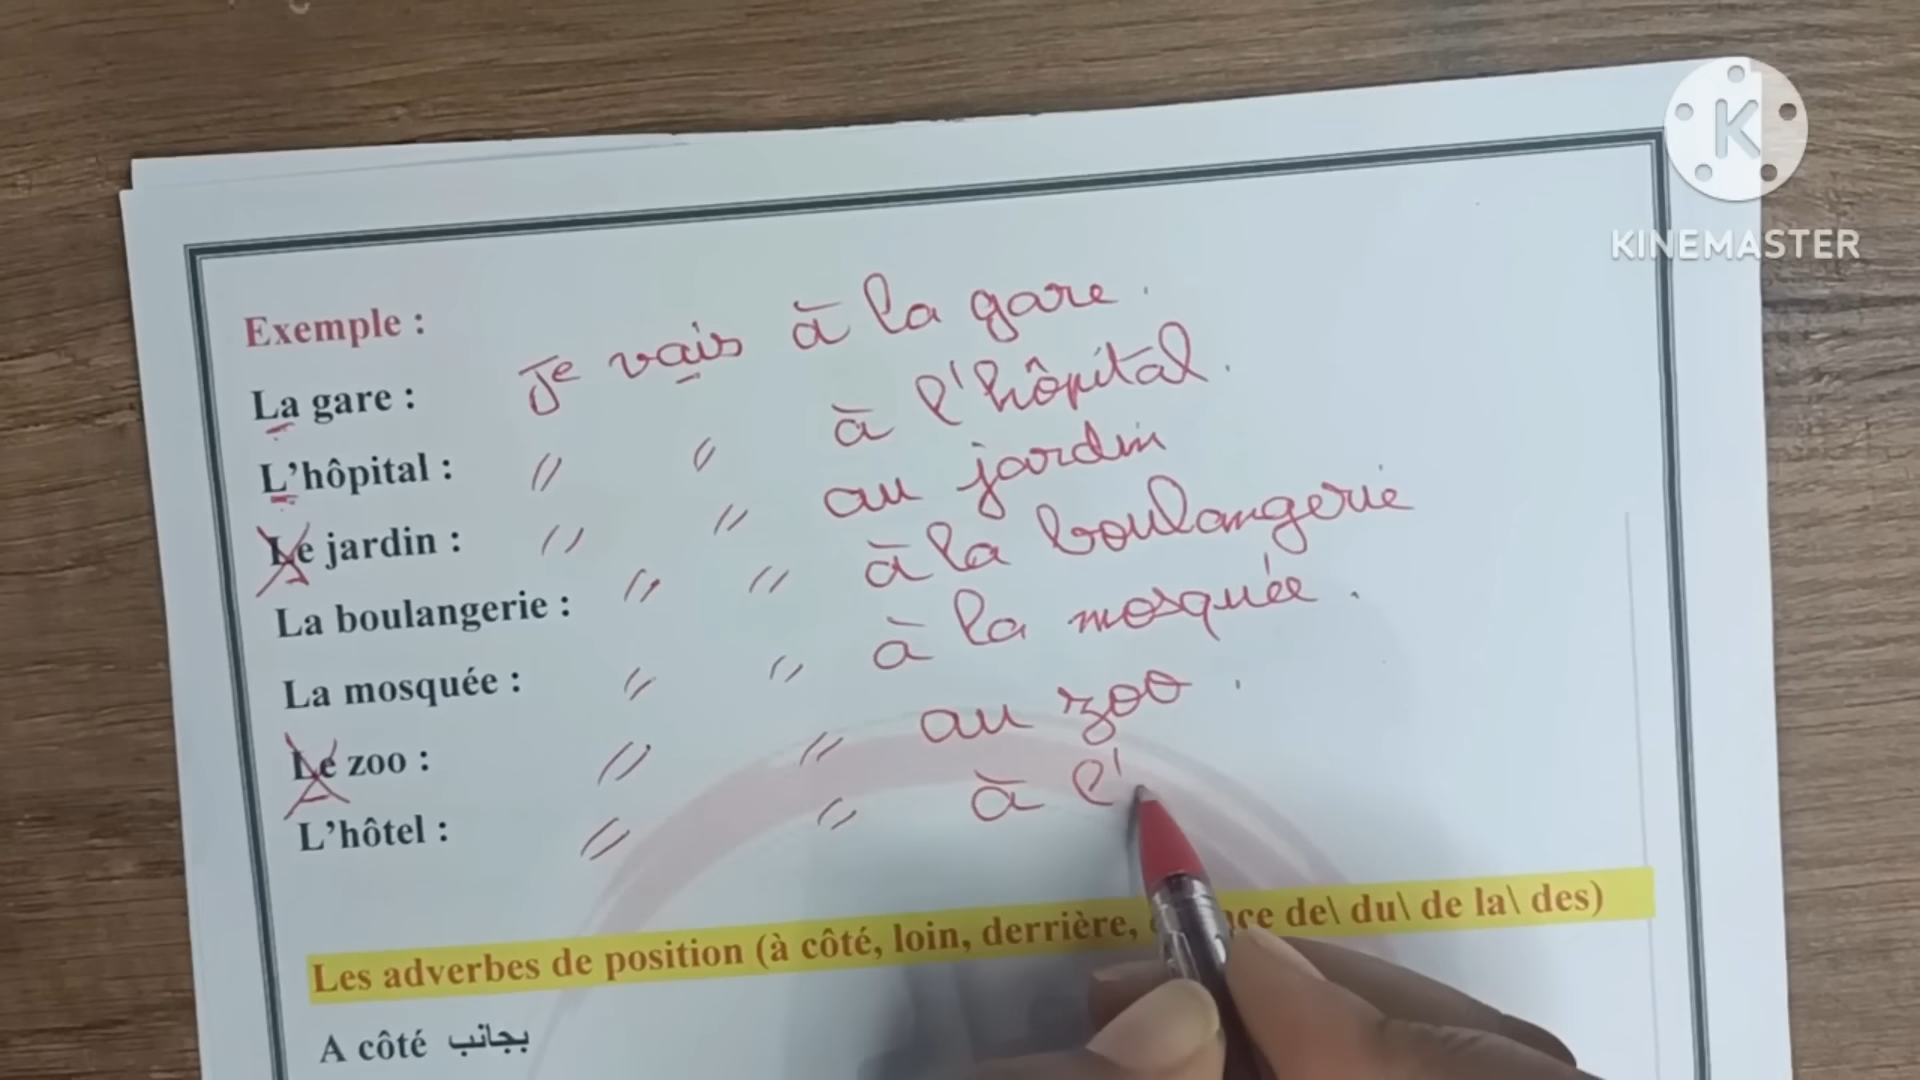 KINEMASTER
Exemple :
La gare : Je vais à la gare.
L'hôpital : " " à l'hôpital.
Le jardin : " " au jardin
La boulangerie : " " à la boulangerie
La mosquée : " " à la mosquée.
Le zoo : " " au zoo.
L'hôtel : " " à l'
Les adverbes de position (à côté, loin, derrière, de\ du\ de la\ des)
A côté بجانب